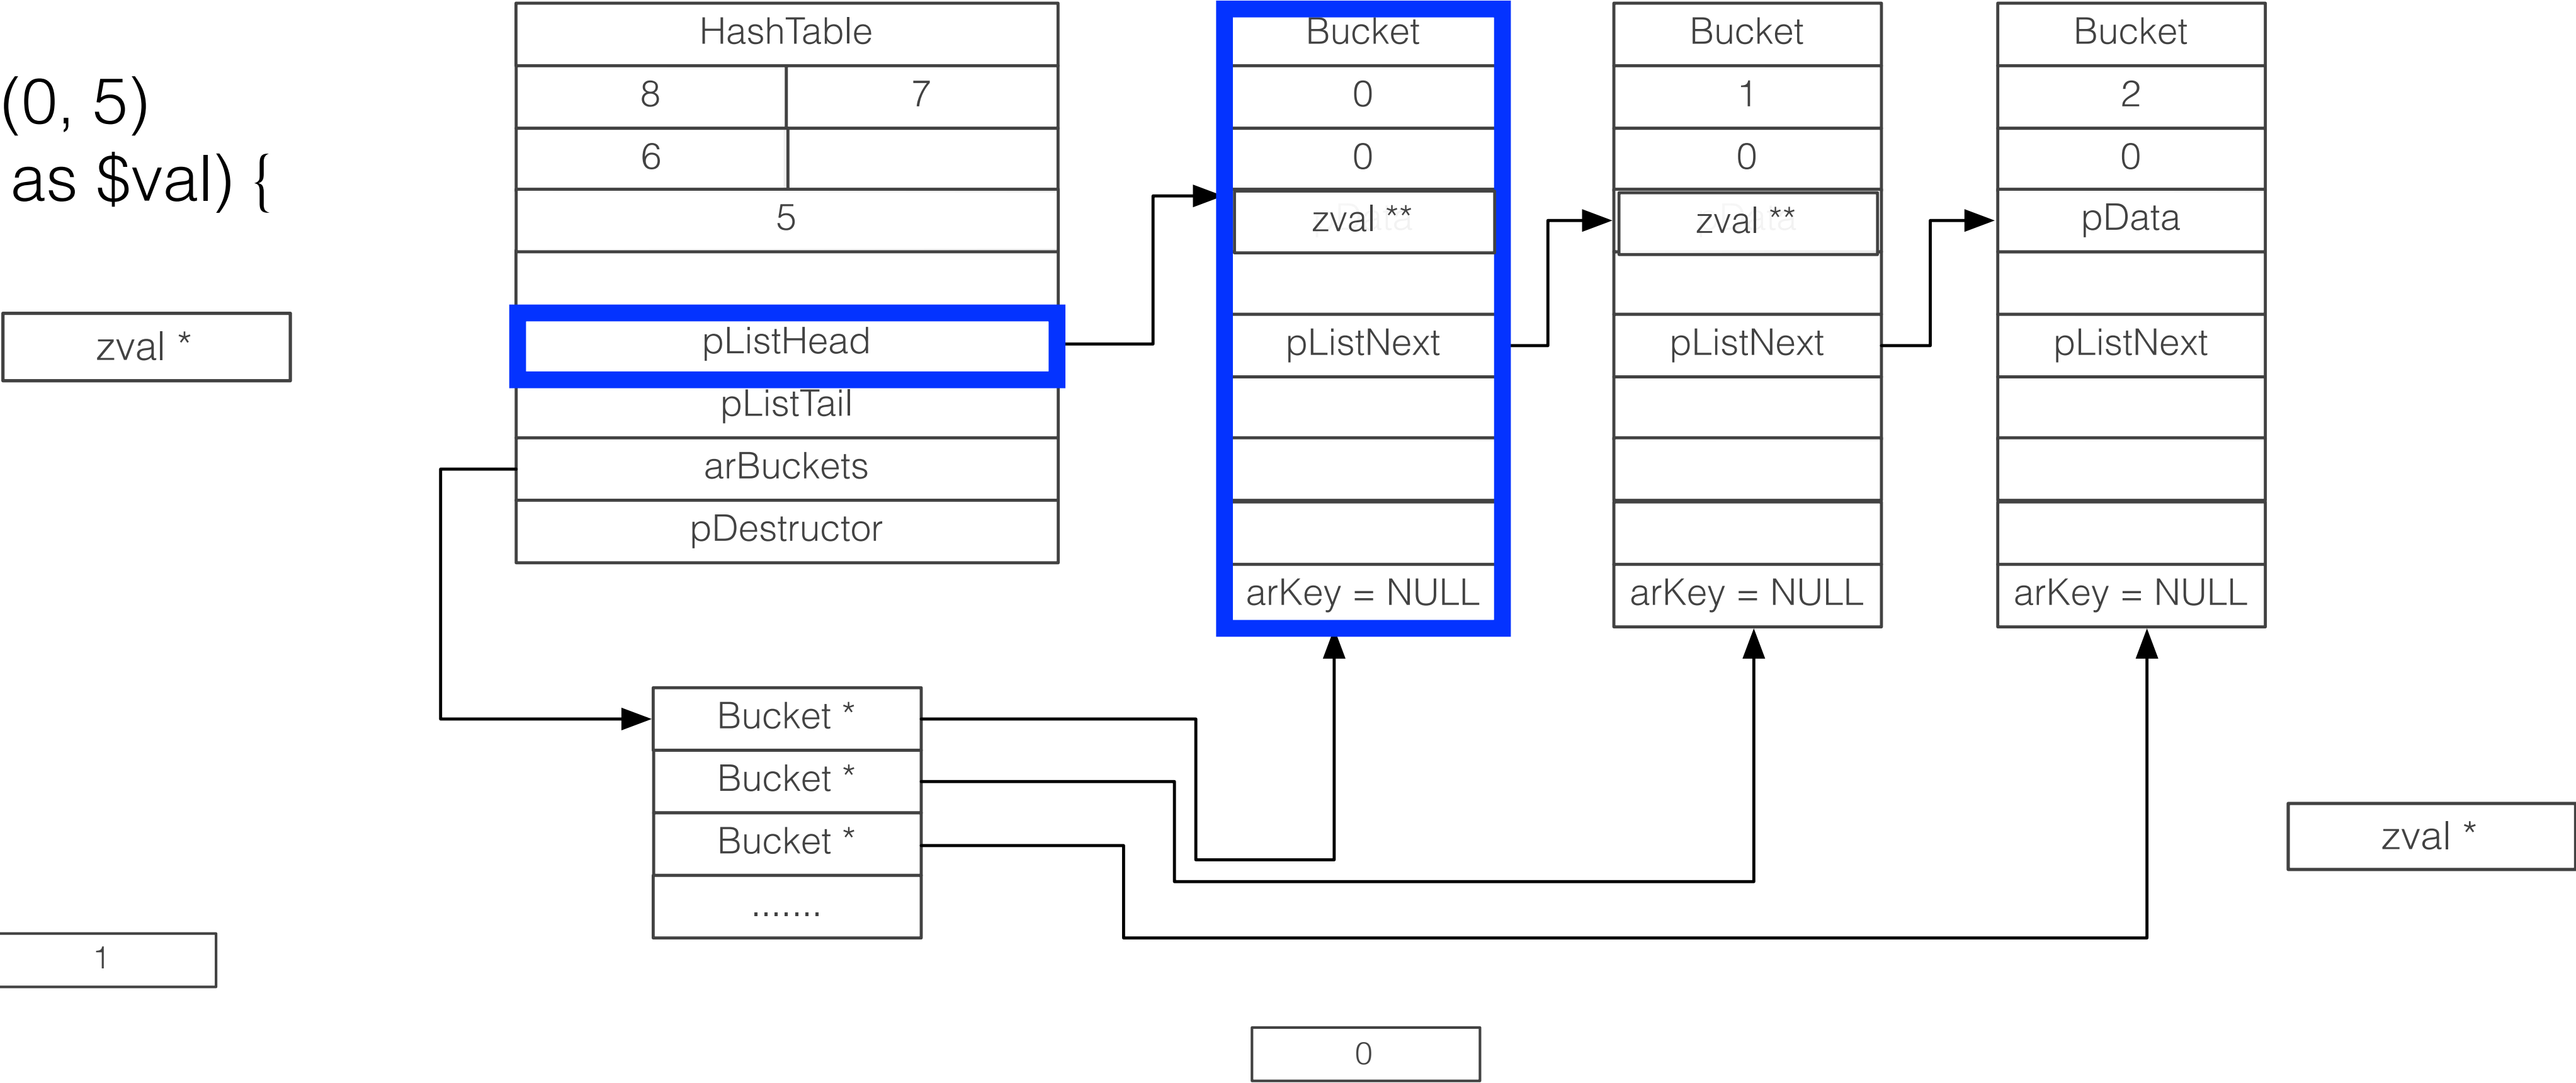 (0, 5)
as $val) {
zval *
1
HashTable
8 7
6
5
pListHead
pListTail
arBuckets
pDestructor
Bucket *
Bucket *
Bucket *
.......
Bucket
0
0
zval **
pListNext
arKey = NULL
Bucket
1
0
zval **
pListNext
arKey = NULL
Bucket
2
0
pData
pListNext
arKey = NULL
zval *
0